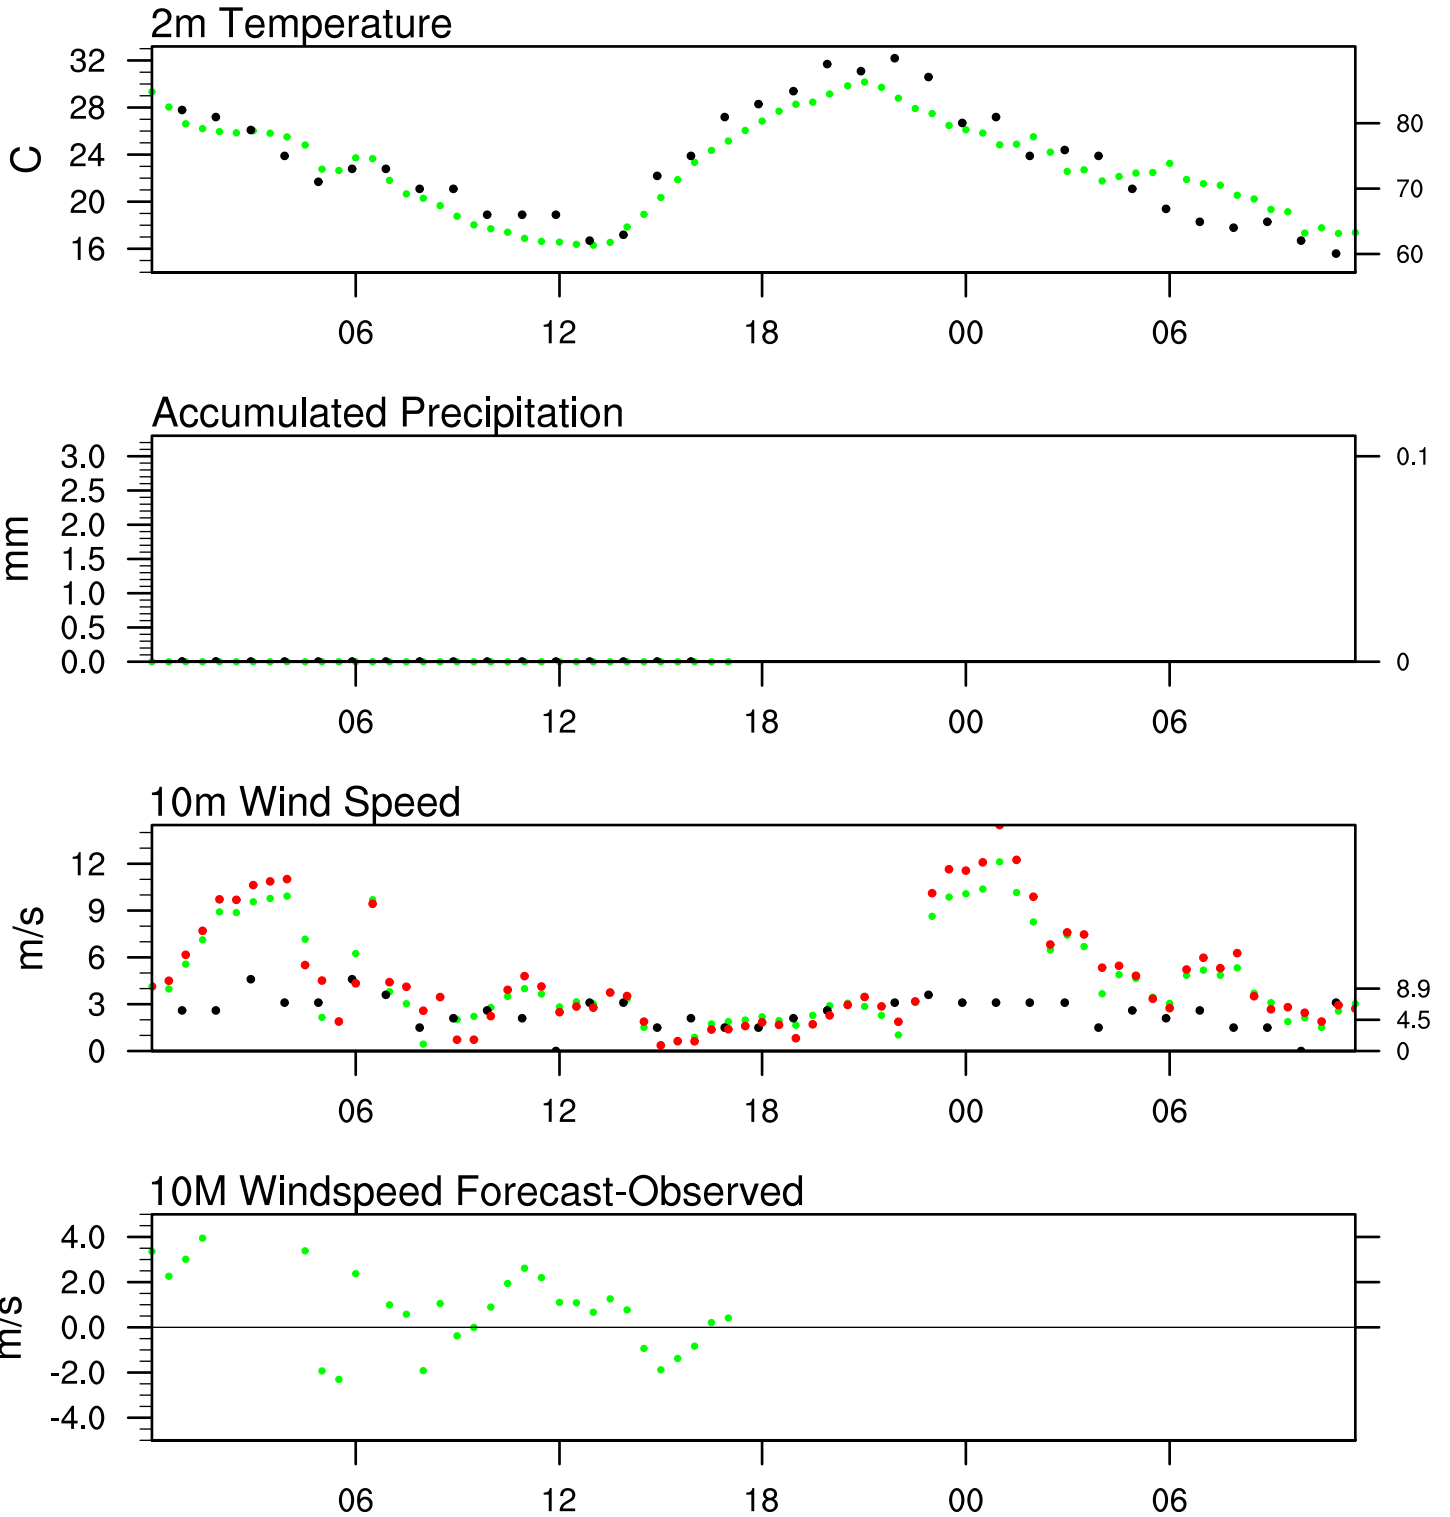 2m Temperature
32
28
24
20
16
C
80
70
60
06 12 18 00 06
Accumulated Precipitation
3.0
2.5
2.0
1.5
1.0
0.5
0.0
mm
0.1
0
06 12 18 00 06
10m Wind Speed
12
9
6
3
0
m/s
8.9
4.5
0
06 12 18 00 06
10M Windspeed Forecast-Observed
4.0
2.0
0.0
-2.0
-4.0
m/s
06 12 18 00 06